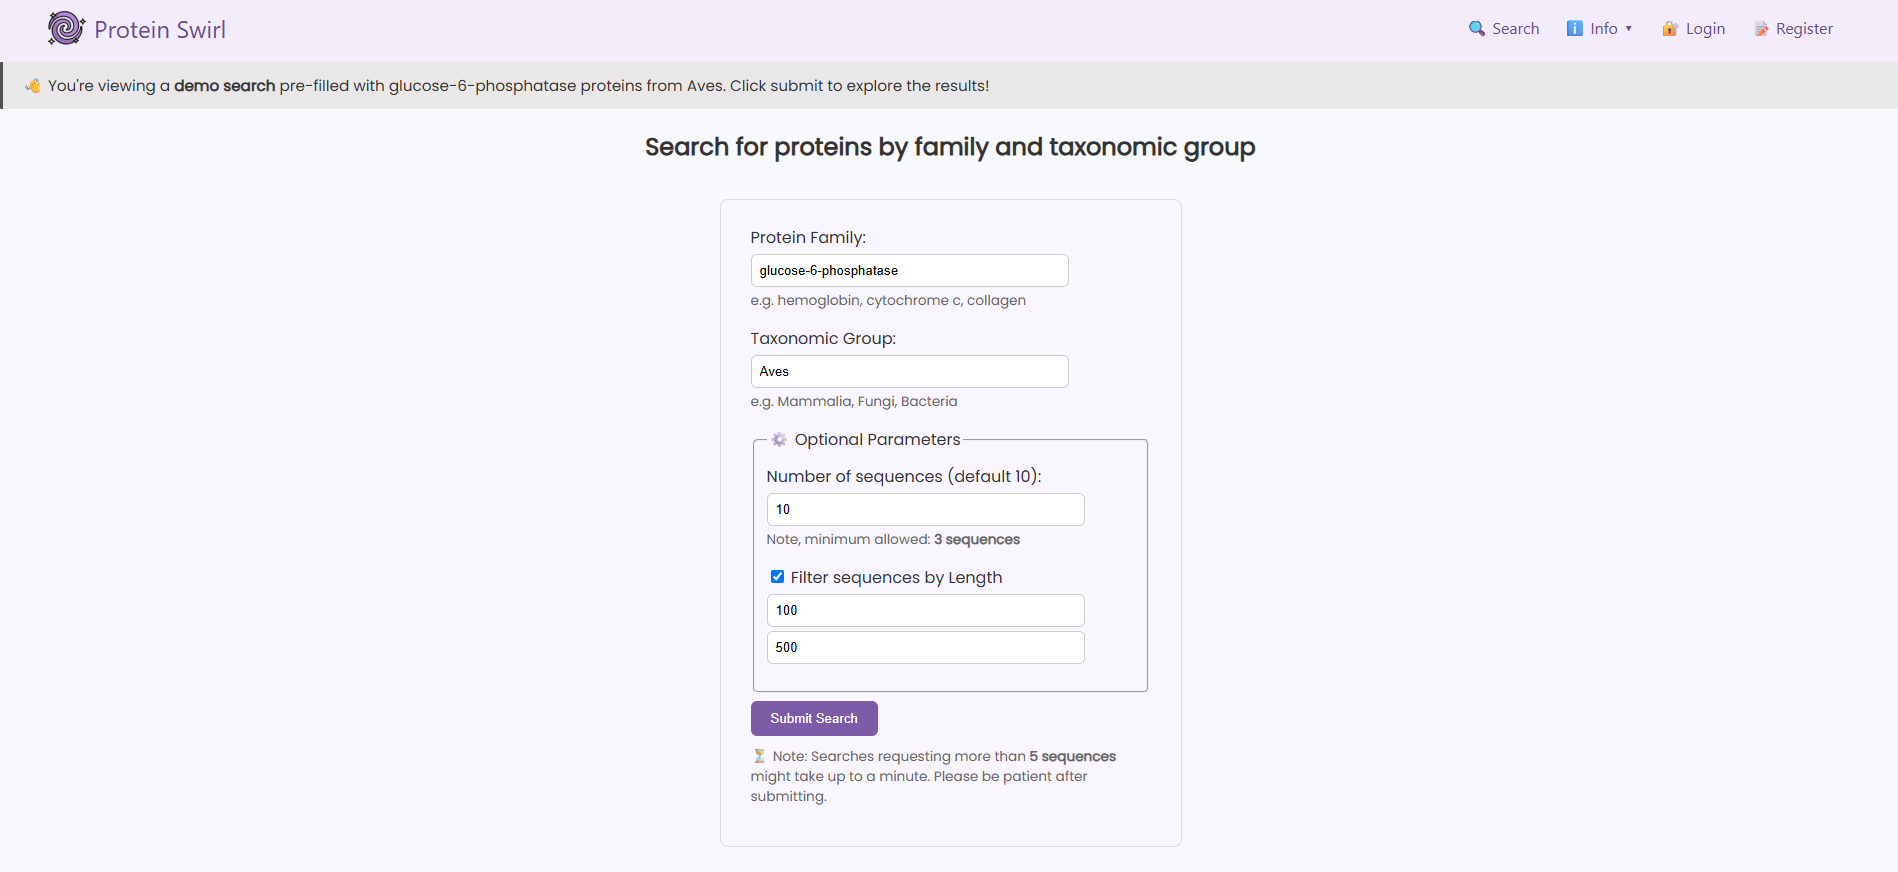 Protein Swirl
Search
Info ▾
Login
Register
You're viewing a demo search pre-filled with glucose-6-phosphatase proteins from Aves. Click submit to explore the results!
Search for proteins by family and taxonomic group
Protein Family:
glucose-6-phosphatase
e.g. hemoglobin, cytochrome c, collagen
Taxonomic Group:
Aves
e.g. Mammalia, Fungi, Bacteria
Optional Parameters
Number of sequences (default 10):
10
Note, minimum allowed: 3 sequences
Filter sequences by Length
100
500
Submit Search
Note: Searches requesting more than 5 sequences
might take up to a minute. Please be patient after
submitting.